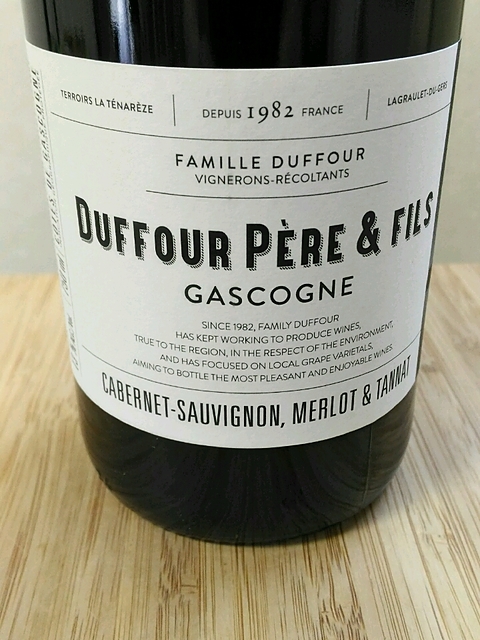 TERROIRS LA TÉNARÈZE
DEPUIS 1982 FRANCE
LAGRAULET-DU-GERS
FAMILLE DUFFOUR
VIGNERONS-RÉCOLTANTS
DUFFOUR PÈRE & FILS
GASCOGNE
SINCE 1982, FAMILY DUFFOUR
HAS KEPT WORKING TO PRODUCE WINES,
TRUE TO THE REGION, IN THE RESPECT OF THE ENVIRONMENT,
AND HAS FOCUSED ON LOCAL GRAPE VARIETALS,
AIMING TO BOTTLE THE MOST PLEASANT AND ENJOYABLE WINES.
CABERNET-SAUVIGNON, MERLOT & TANNAT
CÔTES DE GASCOGNE